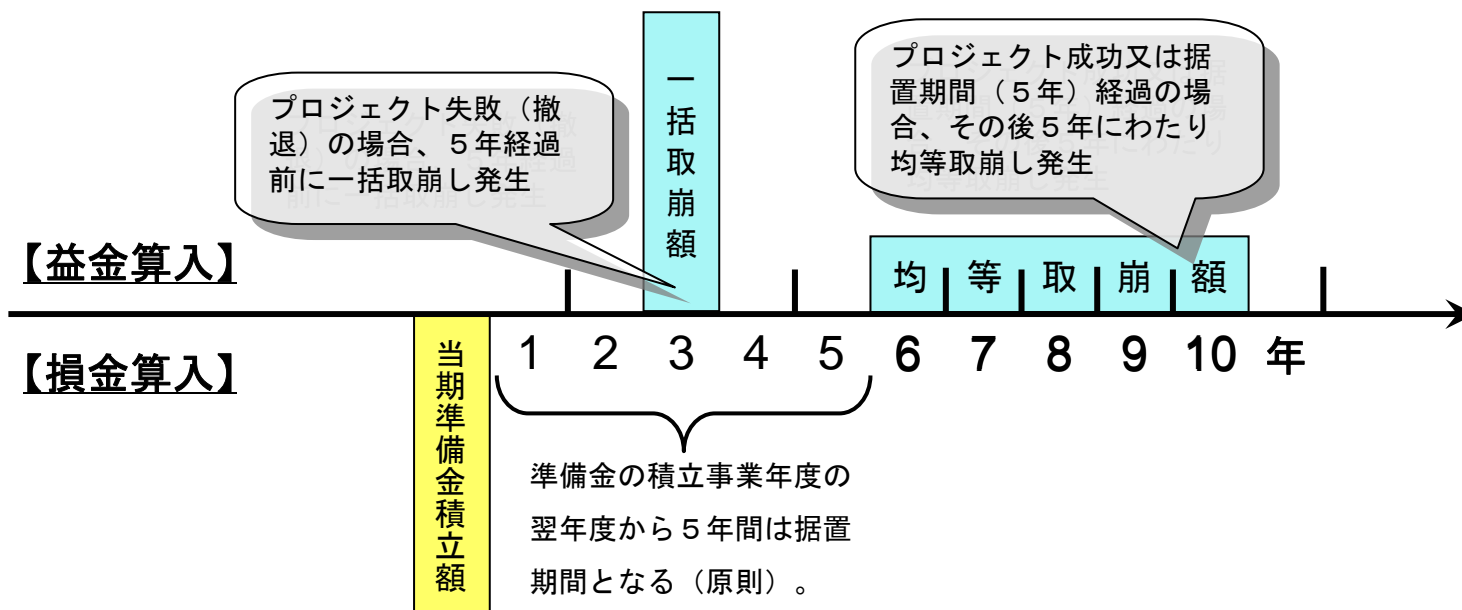 プロジェクト失敗（撤
退）の場合、５年経過
前に一括取崩し発生
一括取崩額
プロジェクト成功又は据
置期間（５年）経過の場
合、その後５年にわたり
均等取崩し発生
【益金算入】
均等取崩額
【損金算入】
当期準備金積立額
1 2 3 4 5 6 7 8 9 10 年
準備金の積立事業年度の
翌年度から５年間は据置
期間となる（原則）。